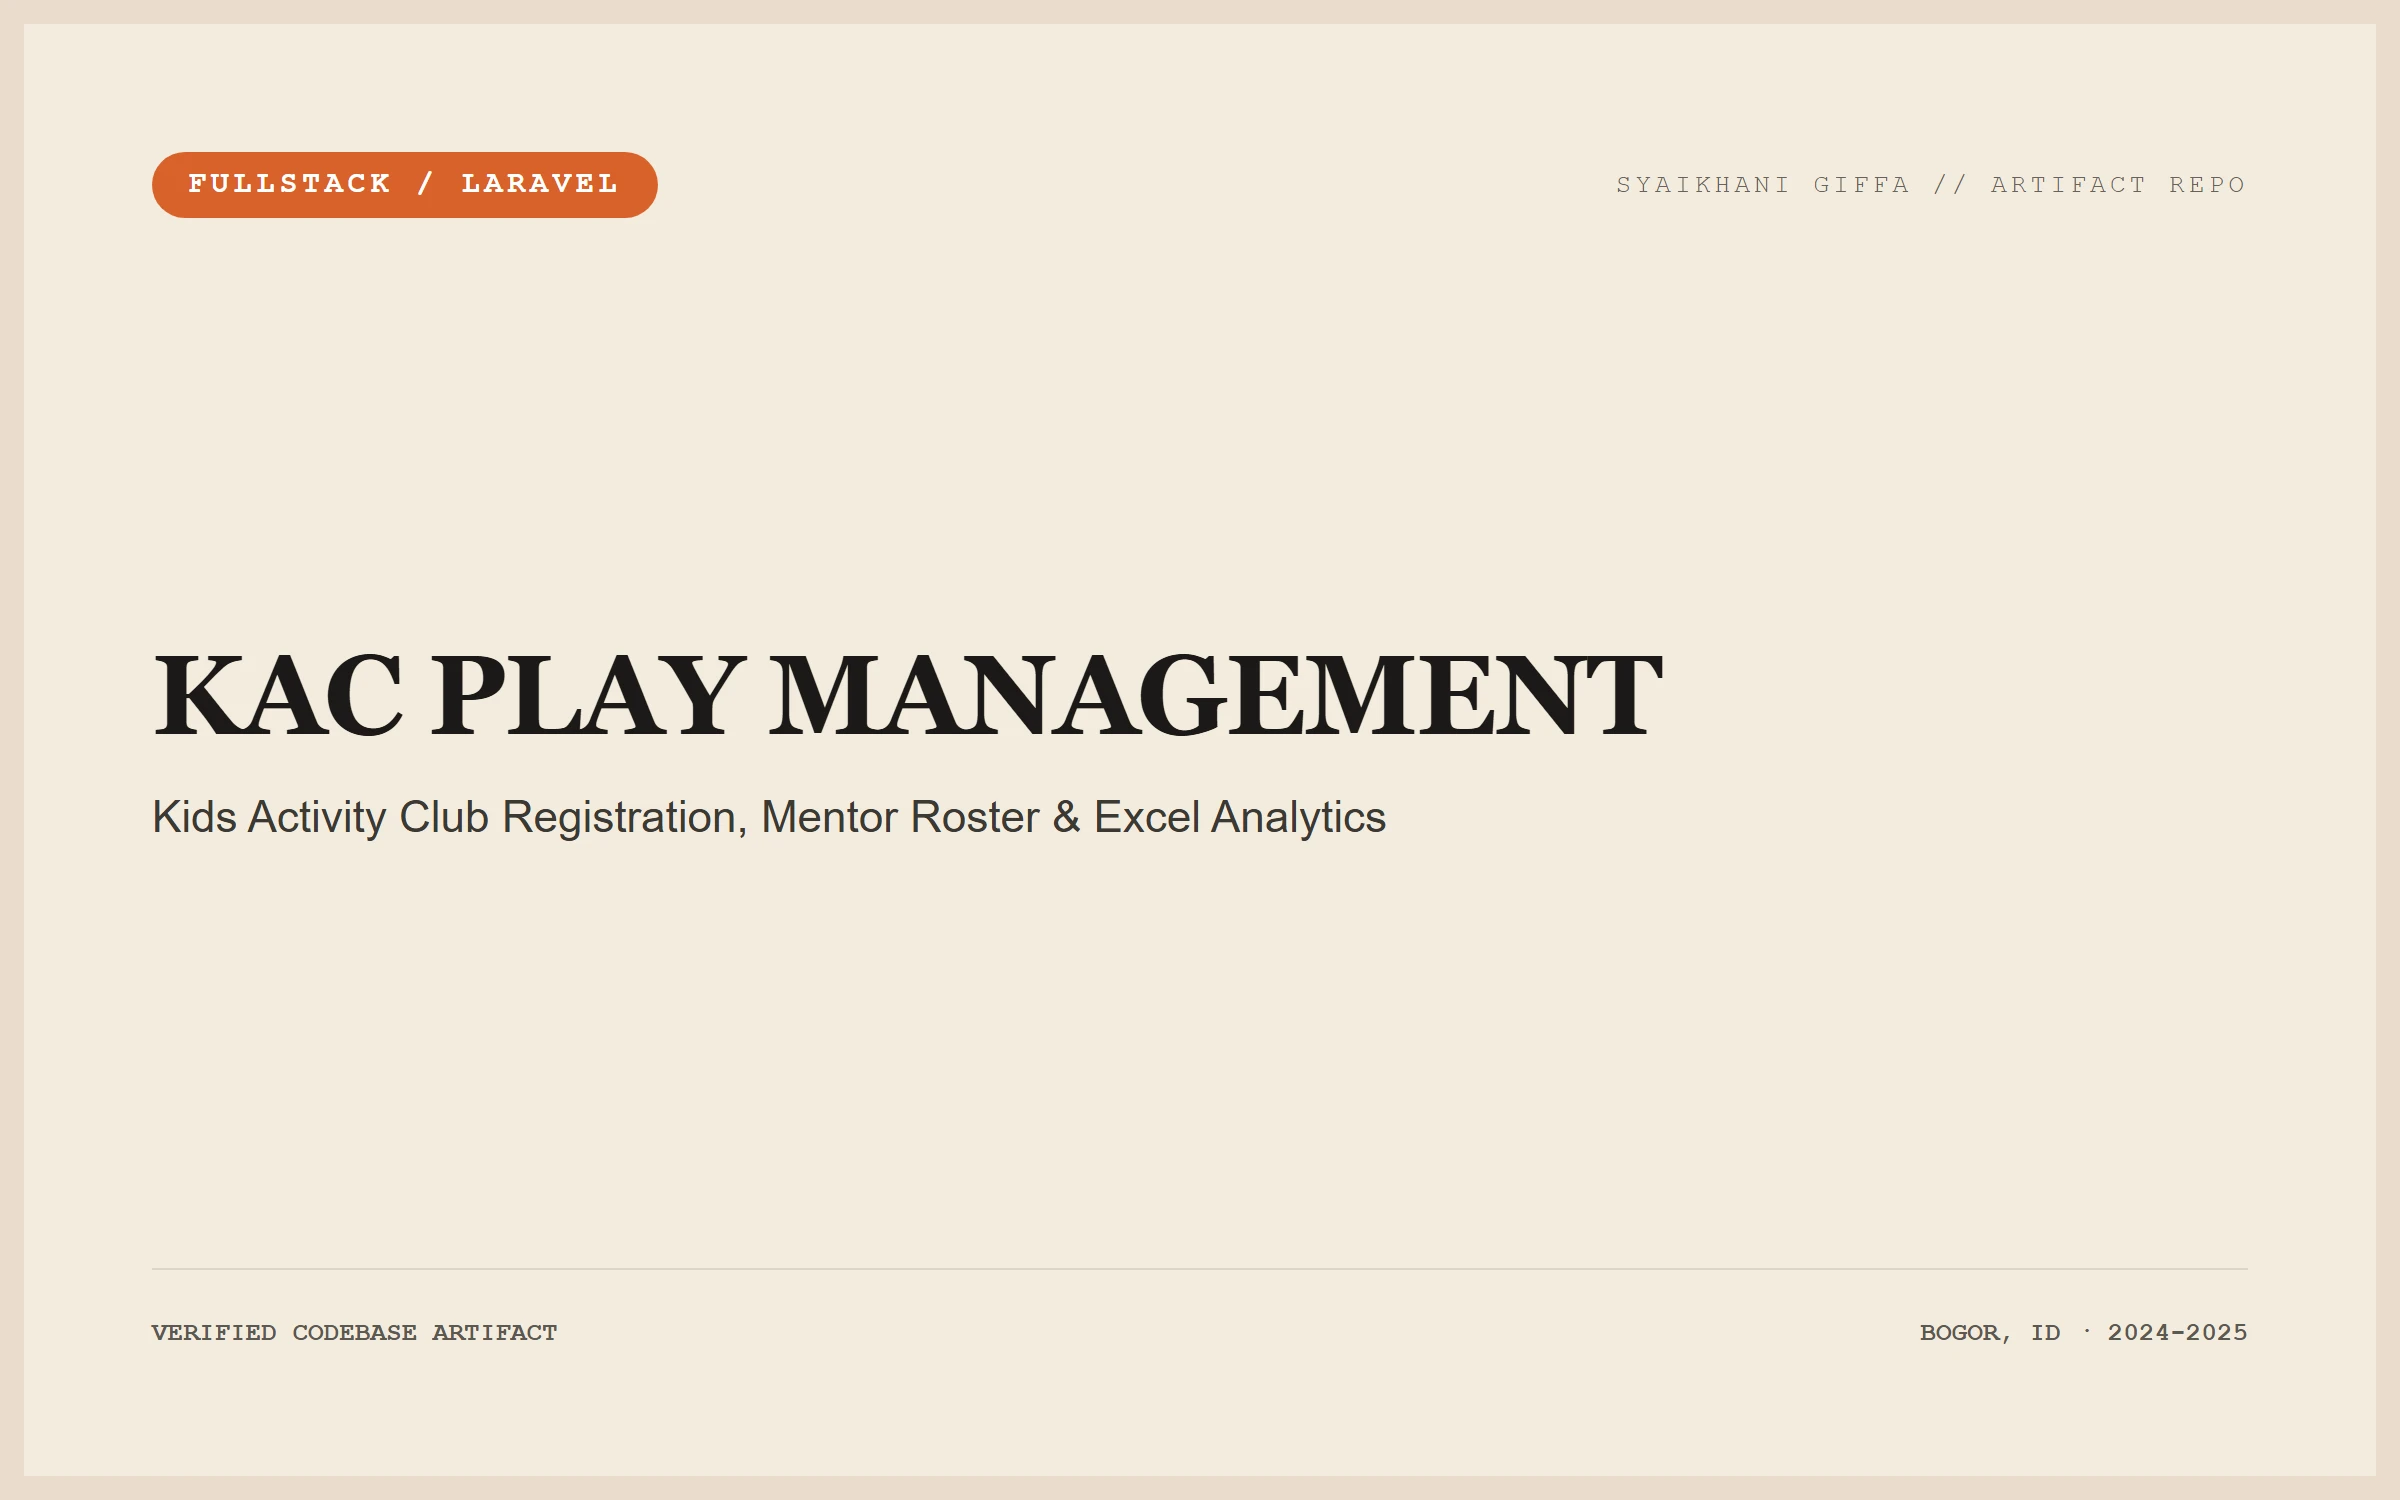 FULLSTACK / LARAVEL
SYAIKHANI GIFFA // ARTIFACT REPO
KAC PLAY MANAGEMENT
Kids Activity Club Registration, Mentor Roster & Excel Analytics
VERIFIED CODEBASE ARTIFACT
BOGOR, ID · 2024–2025